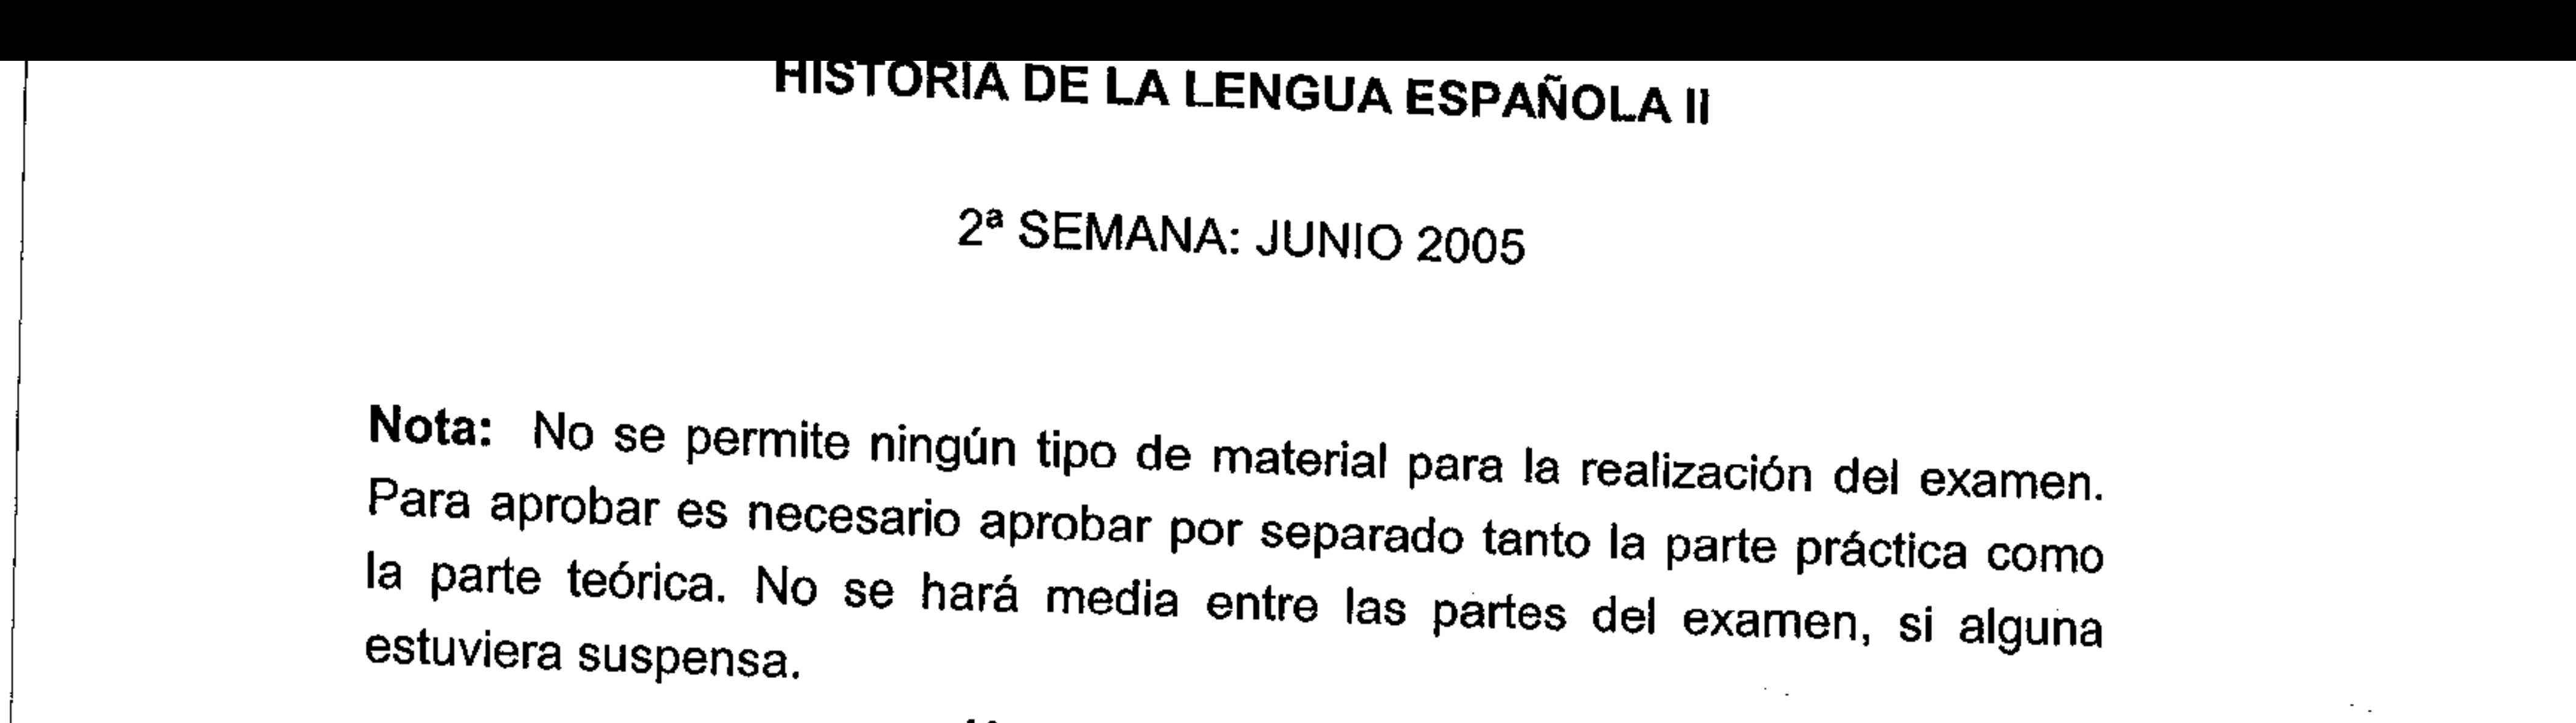 HISTORIA DE LA LENGUA ESPAÑOLA II
2ª SEMANA: JUNIO 2005
Nota: No se permite ningún tipo de material para la realización del examen.
Para aprobar es necesario aprobar por separado tanto la parte práctica como
la parte teórica. No se hará media entre las partes del examen, si alguna
estuviera suspensa.